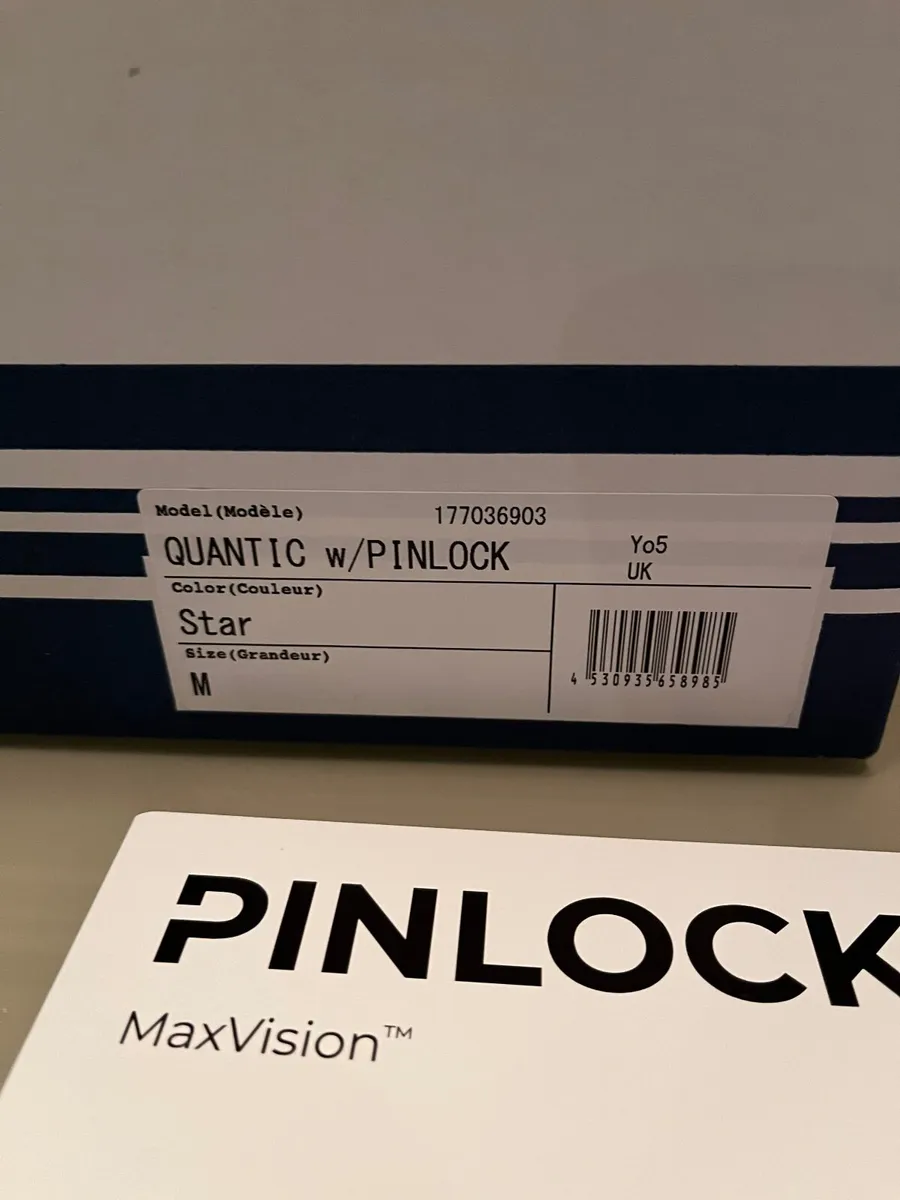 Model(Modèle) 177036903
QUANTIC w/PINLOCK Yo5
UK
Color(Couleur)
Star
Size(Grandeur)
M
4 530935 658985
PINLOCK
MaxVision™